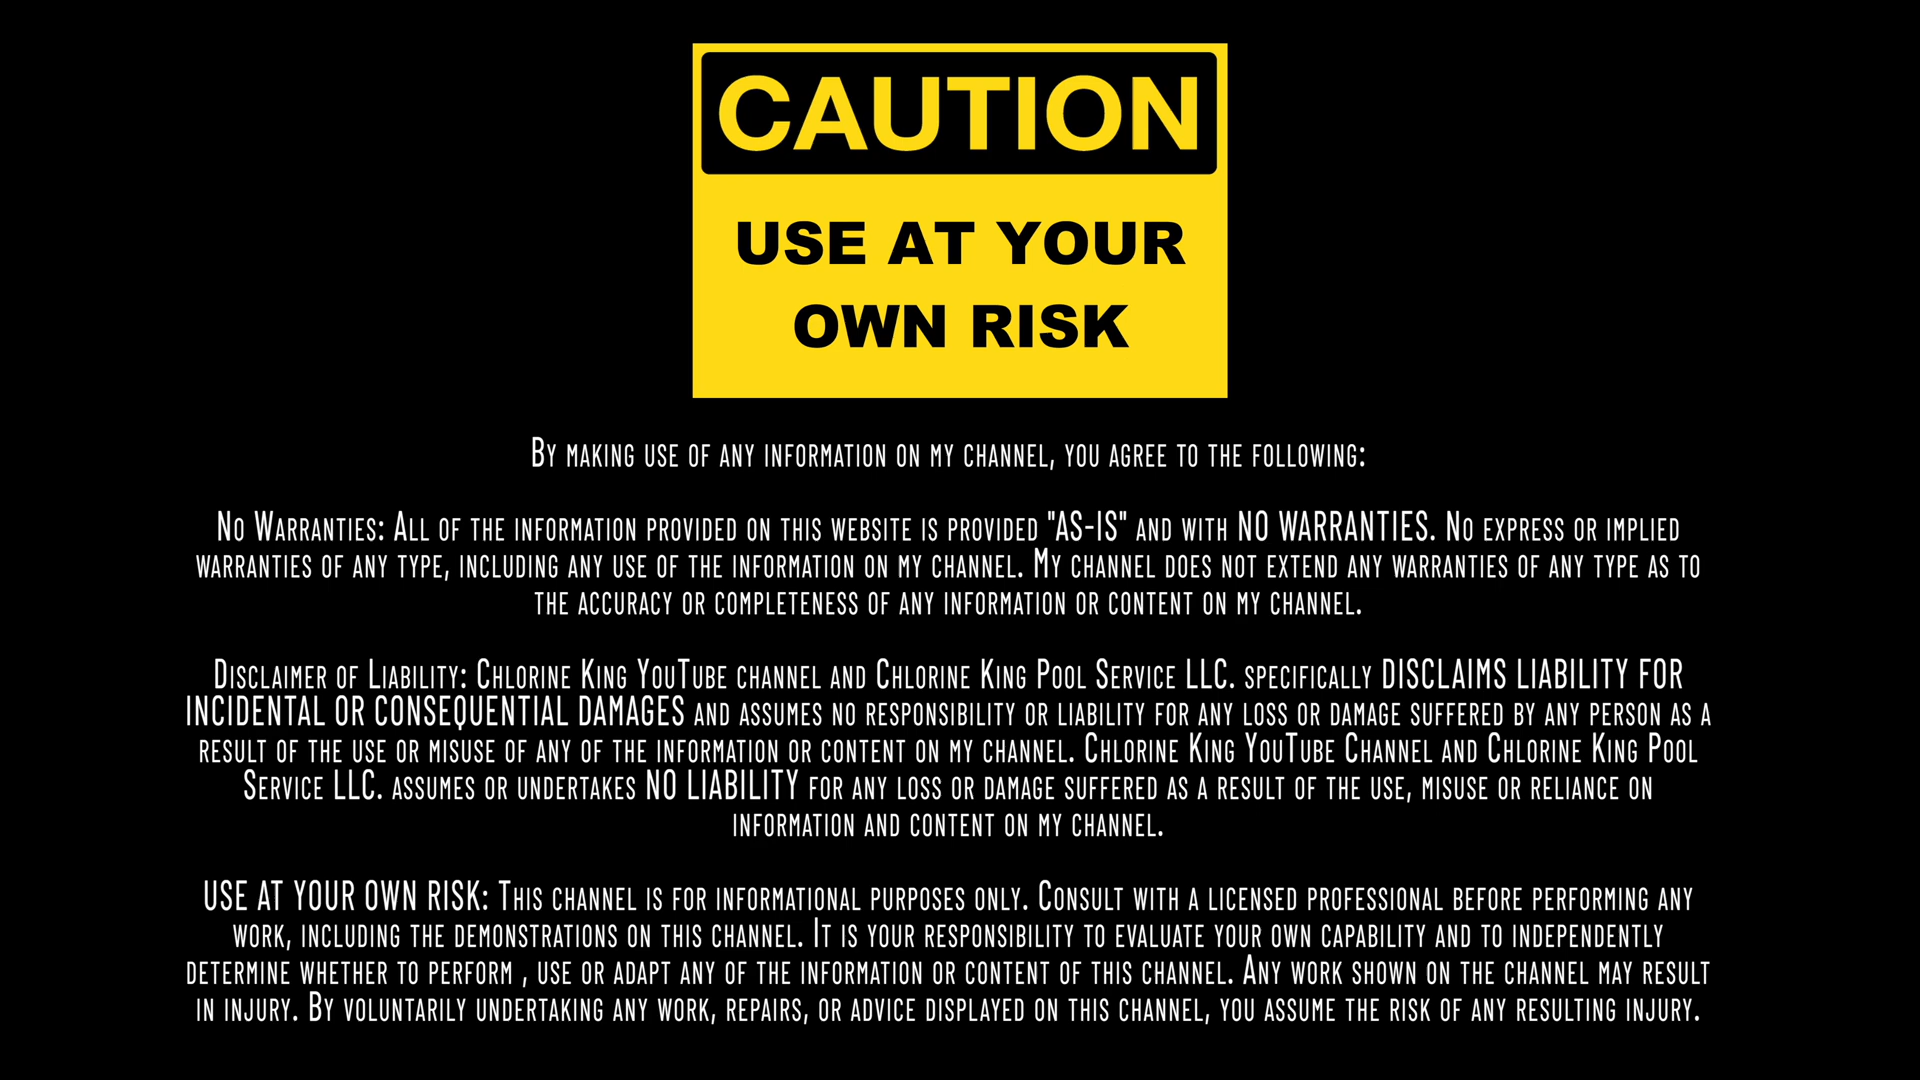 CAUTION
USE AT YOUR
OWN RISK
By making use of any information on my channel, you agree to the following:
No Warranties: All of the information provided on this website is provided "AS-IS" and with NO WARRANTIES. No express or implied
warranties of any type, including any use of the information on my channel. My channel does not extend any warranties of any type as to
the accuracy or completeness of any information or content on my channel.
Disclaimer of Liability: Chlorine King YouTube channel and Chlorine King Pool Service LLC. specifically DISCLAIMS LIABILITY FOR
INCIDENTAL OR CONSEQUENTIAL DAMAGES and assumes no responsibility or liability for any loss or damage suffered by any person as a
result of the use or misuse of any of the information or content on my channel. Chlorine King YouTube Channel and Chlorine King Pool
Service LLC. assumes or undertakes NO LIABILITY for any loss or damage suffered as a result of the use, misuse or reliance on
information and content on my channel.
USE AT YOUR OWN RISK: This channel is for informational purposes only. Consult with a licensed professional before performing any
work, including the demonstrations on this channel. It is your responsibility to evaluate your own capability and to independently
determine whether to perform , use or adapt any of the information or content of this channel. Any work shown on the channel may result
in injury. By voluntarily undertaking any work, repairs, or advice displayed on this channel, you assume the risk of any resulting injury.